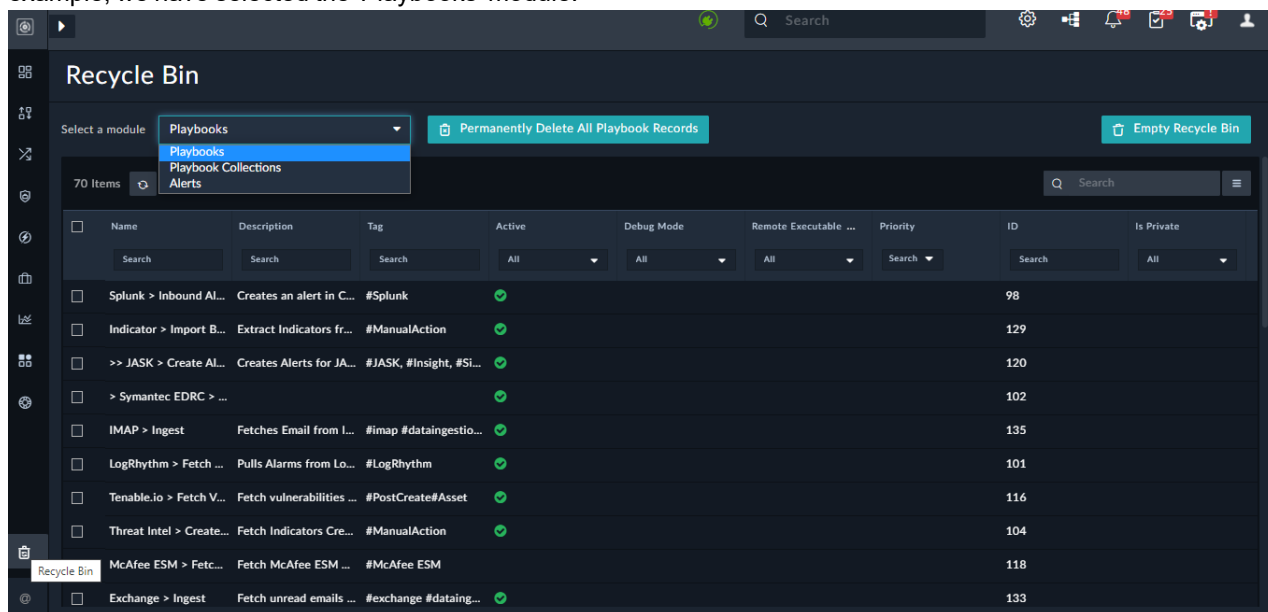 example, we have selected the 'Playbooks' module.
Search
48
25
Recycle Bin
Select a module Playbooks Permanently Delete All Playbook Records Empty Recycle Bin
Playbooks
Playbook Collections
Alerts
70 Items Search
Name Description Tag Active Debug Mode Remote Executable ... Priority ID Is Private
Search Search Search All All All Search Search All
Splunk > Inbound Al... Creates an alert in C... #Splunk 98
Indicator > Import B... Extract Indicators fr... #ManualAction 129
>> JASK > Create Al... Creates Alerts for JA... #JASK, #Insight, #Si... 120
> Symantec EDRC > ... 102
IMAP > Ingest Fetches Email from I... #imap #dataingestio... 135
LogRhythm > Fetch ... Pulls Alarms from Lo... #LogRhythm 101
Tenable.io > Fetch V... Fetch vulnerabilities ... #PostCreate#Asset 116
Threat Intel > Create... Fetch Indicators Cre... #ManualAction 104
McAfee ESM > Fetc... Fetch McAfee ESM ... #McAfee ESM 118
Recycle Bin
Exchange > Ingest Fetch unread emails ... #exchange #dataing... 133